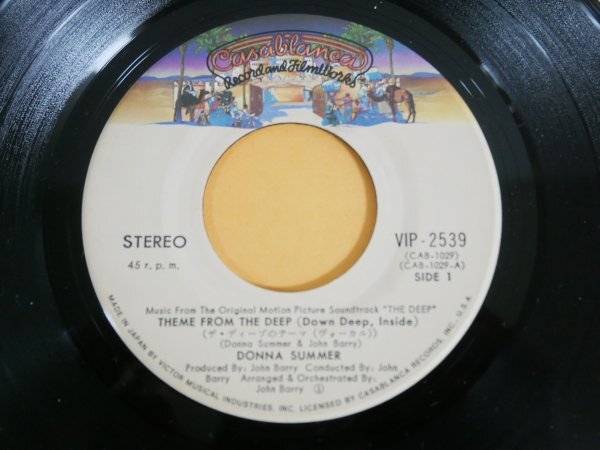 Casablanca
Record and FilmWorks
STEREO
45 r. p. m.
VIP-2539
(CAB-1029)
(CAB-1029-A)
SIDE 1
Music From The Original Motion Picture Soundtrack "THE DEEP"
THEME FROM THE DEEP (Down Deep, Inside)
(ザ・ディープのテーマ(ヴォーカル))
(Donna Summer & John Barry)
DONNA SUMMER
Produced By: John Barry Conducted By: John
Barry Arranged & Orchestrated By:
John Barry Ⓛ
MADE IN JAPAN BY VICTOR MUSICAL INDUSTRIES, INC. LICENSED BY CASABLANCA RECORDS, INC., U.S.A.